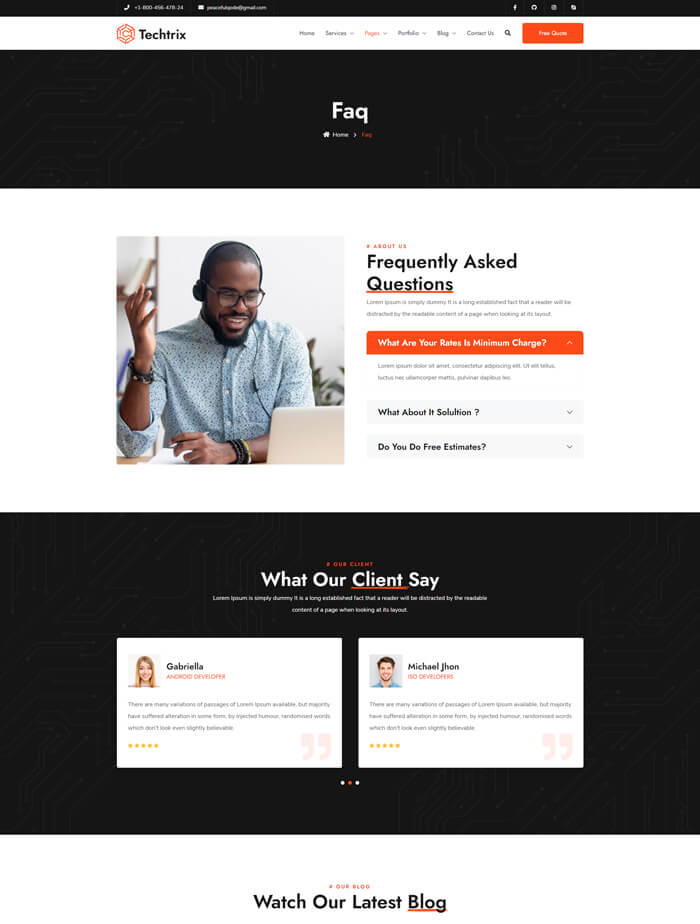 +1-800-456-478-24 peacefulqode@gmail.com
Techtrix
Home Services Pages Portfolio Blog Contact Us Free Quote
Faq
Home Faq
# ABOUT US
Frequently Asked
Questions
Lorem Ipsum is simply dummy It is a long established fact that a reader will be
distracted by the readable content of a page when looking at its layout.
What Are Your Rates Is Minimum Charge?
Lorem ipsum dolor sit amet, consectetur adipiscing elit. Ut elit tellus,
luctus nec ullamcorper mattis, pulvinar dapibus leo.
What About It Solultion ?
Do You Do Free Estimates?
# OUR CLIENT
What Our Client Say
Lorem Ipsum is simply dummy It is a long established fact that a reader will be distracted by the readable
content of a page when looking at its layout.
Gabriella
ANDROID DEVELOPER
There are many variations of passages of Lorem Ipsum available, but majority
have suffered alteration in some form, by injected humour, randomised words
which don't look even slightly believable.
Michael Jhon
ISO DEVELOPERS
There are many variations of passages of Lorem Ipsum available, but majority
have suffered alteration in some form, by injected humour, randomised words
which don't look even slightly believable.
# OUR BLOG
Watch Our Latest Blog